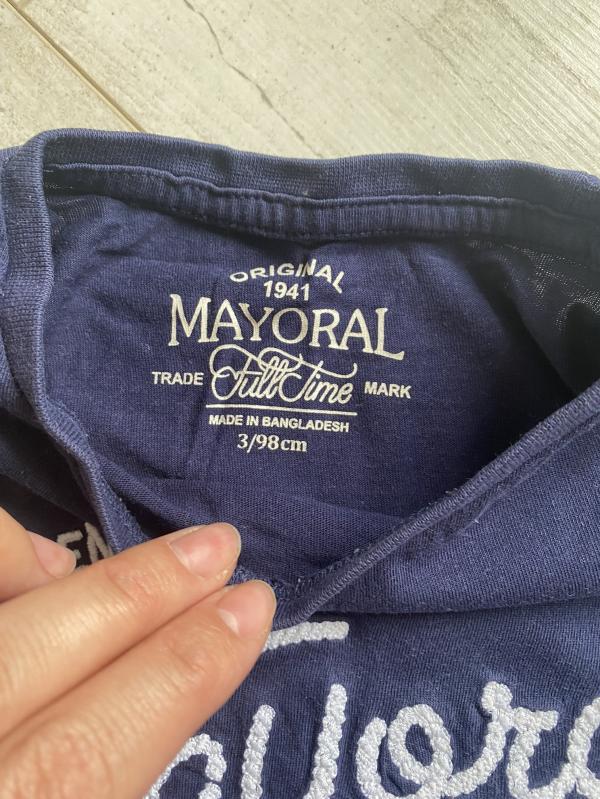 ORIGINAL
1941
MAYORAL
TRADE Full Time MARK
MADE IN BANGLADESH
3/98cm